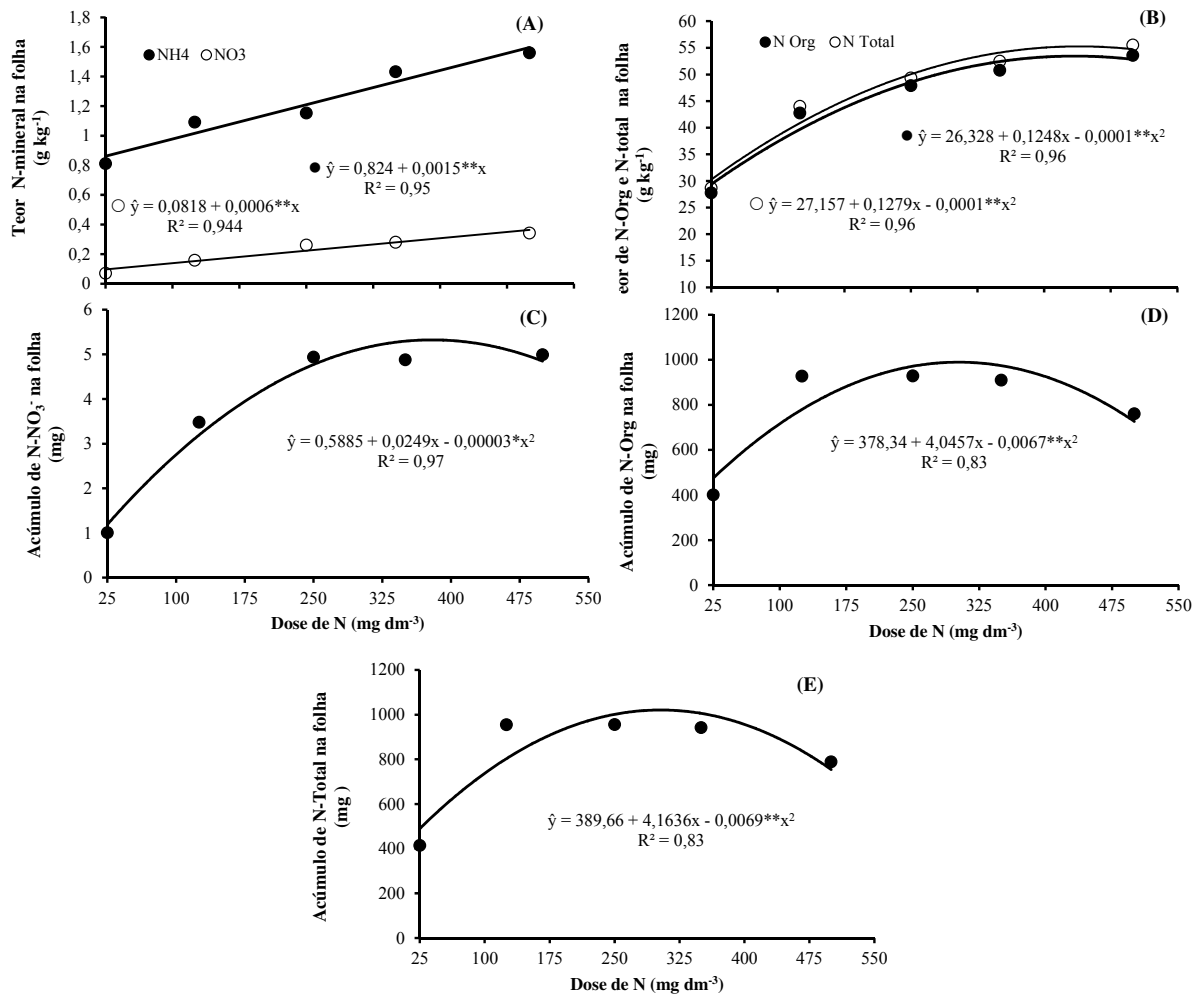 (A)
NH4 NO3
Teor N-mineral na folha
(g kg-1)
1,8
1,6
1,4
1,2
1
0,8
0,6
0,4
0,2
0
ŷ = 0,824 + 0,0015**x
R² = 0,95
ŷ = 0,0818 + 0,0006**x
R² = 0,944
(B)
N Org N Total
eor de N-Org e N-total na folha
(g kg-1)
60
55
50
45
40
35
30
25
20
15
10
ŷ = 26,328 + 0,1248x - 0,0001**x²
R² = 0,96
ŷ = 27,157 + 0,1279x - 0,0001**x²
R² = 0,96
(C)
Acúmulo de N-NO3- na folha
(mg)
6
5
4
3
2
1
0
ŷ = 0,5885 + 0,0249x - 0,00003*x²
R² = 0,97
25 100 175 250 325 400 475 550
Dose de N (mg dm-3)
(D)
Acúmulo de N-Org na folha
(mg)
1200
1000
800
600
400
200
0
ŷ = 378,34 + 4,0457x - 0,0067**x²
R² = 0,83
25 100 175 250 325 400 475 550
Dose de N (mg dm-3)
(E)
Acúmulo de N-Total na folha
(mg )
1200
1000
800
600
400
200
0
ŷ = 389,66 + 4,1636x - 0,0069**x²
R² = 0,83
25 100 175 250 325 400 475 550
Dose de N (mg dm-3)